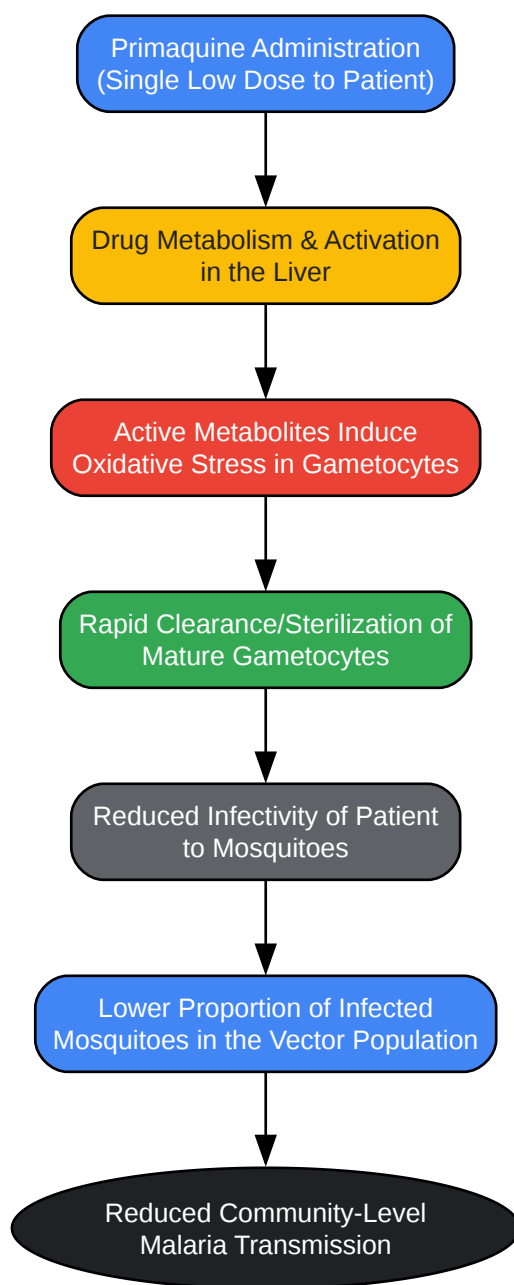 Primaquine Administration
(Single Low Dose to Patient)
Drug Metabolism & Activation
in the Liver
Active Metabolites Induce
Oxidative Stress in Gametocytes
Rapid Clearance/Sterilization of
Mature Gametocytes
Reduced Infectivity of Patient
to Mosquitoes
Lower Proportion of Infected
Mosquitoes in the Vector Population
Reduced Community-Level
Malaria Transmission